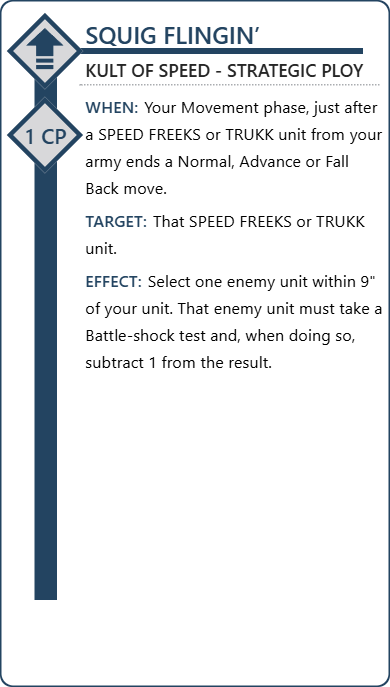 SQUIG FLINGIN’
KULT OF SPEED - STRATEGIC PLOY
WHEN: Your Movement phase, just after
1 CP
a SPEED FREEKS or TRUKK unit from your
army ends a Normal, Advance or Fall
Back move.
TARGET: That SPEED FREEKS or TRUKK
unit.
EFFECT: Select one enemy unit within 9"
of your unit. That enemy unit must take a
Battle-shock test and, when doing so,
subtract 1 from the result.